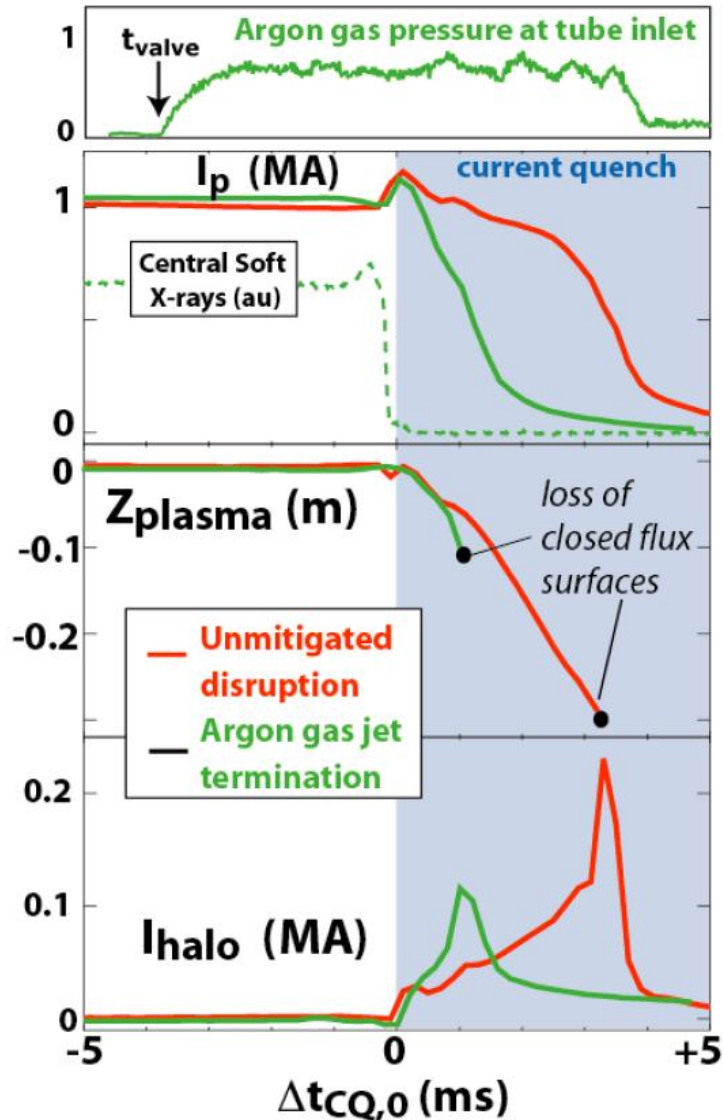 1
t_valve
Argon gas pressure at tube inlet
0
I_p (MA)
current quench
1
Central Soft
X-rays (au)
0
0
Z_plasma (m)
loss of
closed flux
surfaces
-0.1
-0.2
Unmitigated
disruption
Argon gas jet
termination
0.2
0.1
I_halo (MA)
0
-5
0
+5
Δt_CQ,0 (ms)